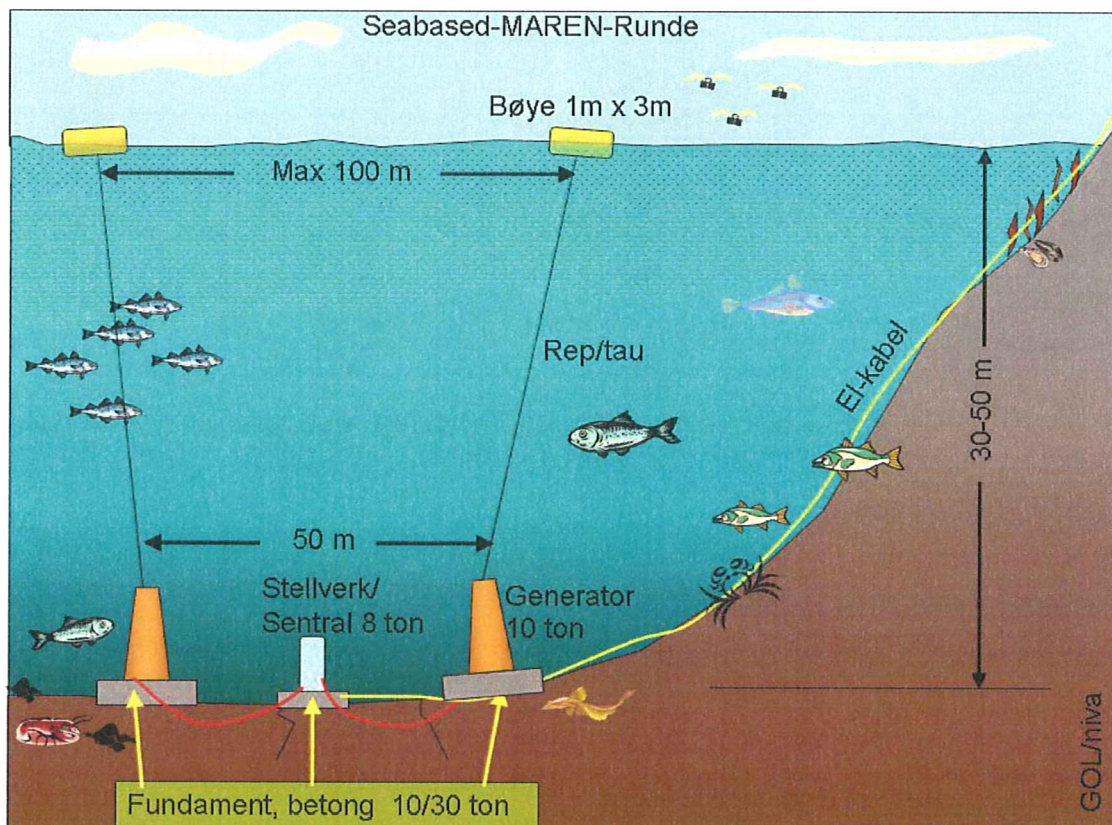 Seabased-MAREN-Runde
Bøye 1m x 3m
Max 100 m
Rep/tau
El-kabel
30-50 m
50 m
Stellverk/
Sentral 8 ton
Generator
10 ton
Fundament, betong 10/30 ton
GOL/niva